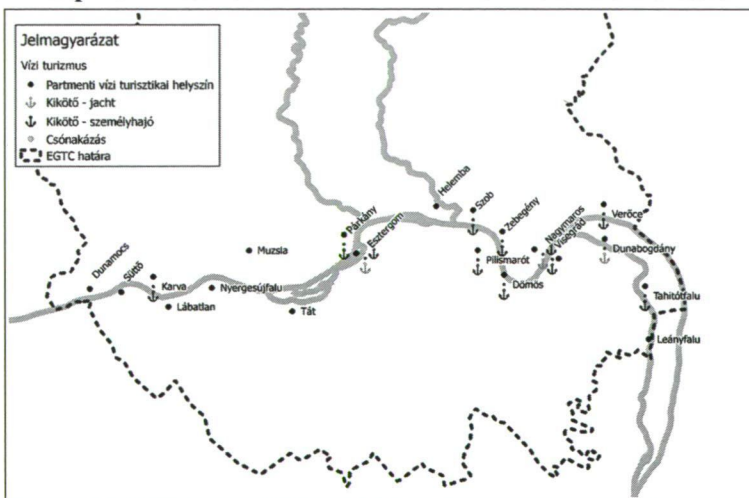 Jelmagyarázat
Vízi turizmus
Partmenti vízi turisztikai helyszín
Kikötő - jacht
Kikötő - személyhajó
Csónakázás
EGTC határa
Dunamocs
Süttő
Karva
Lábatlan
Nyergesújfalu
Muzsla
Tát
Párkány
Esztergom
Helemba
Szob
Pilismarót
Zebegény
Dömös
Nagymaros
Visegrád
Verőce
Dunabogdány
Tahitótfalu
Leányfalu